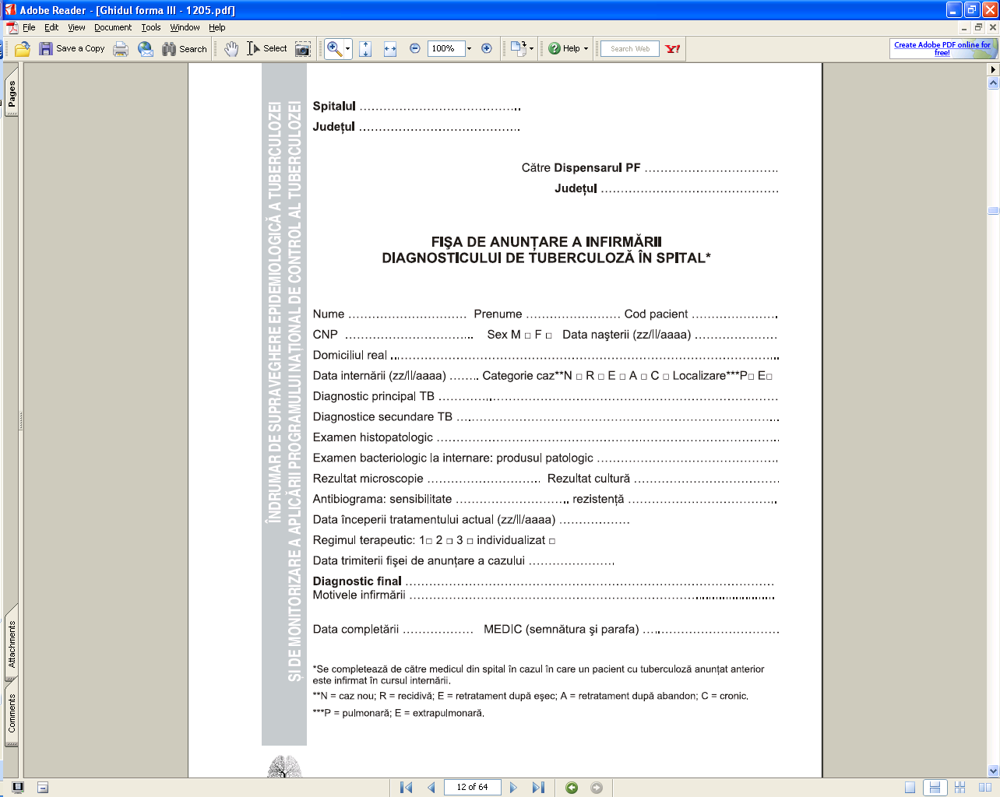 Adobe Reader - [Ghidul forma III - 1205.pdf]
File Edit View Document Tools Window Help
Save a Copy Search Select 100% Help Search Web Y! Create Adobe PDF online for free!
Pages
Attachments
Comments
ÎNDRUMAR DE SUPRAVEGHERE EPIDEMIOLOGICĂ A TUBERCULOZEI
ȘI DE MONITORIZARE A APLICĂRII PROGRAMULUI NAȚIONAL DE CONTROL AL TUBERCULOZEI
Spitalul ........................................
Județul ........................................
Către Dispensarul PF .................................
Județul ............................................
FIŞA DE ANUNȚARE A INFIRMĂRII
DIAGNOSTICULUI DE TUBERCULOZĂ ÎN SPITAL*
Nume ............................. Prenume ........................ Cod pacient .....................
CNP ................................ Sex M □ F □ Data naşterii (zz/ll/aaaa) .....................
Domiciliul real ................................................................................................
Data internării (zz/ll/aaaa) ....... Categorie caz**N □ R □ E □ A □ C □ Localizare***P□ E□
Diagnostic principal TB .....................................................................................
Diagnostice secundare TB ................................................................................
Examen histopatologic .....................................................................................
Examen bacteriologic la internare: produsul patologic .............................................
Rezultat microscopie ............................ Rezultat cultură ....................................
Antibiograma: sensibilitate ............................ rezistență .....................................
Data începerii tratamentului actual (zz/ll/aaaa) ..................
Regimul terapeutic: 1□ 2 □ 3 □ individualizat □
Data trimiterii fişei de anunțare a cazului .....................
Diagnostic final ............................................................................................
Motivele infirmării ...........................................................................................
Data completării .................. MEDIC (semnătura şi parafa) ..................................
*Se completează de către medicul din spital în cazul în care un pacient cu tuberculoză anunțat anterior
este infirmat în cursul internării.
**N = caz nou; R = recidivă; E = retratament după eşec; A = retratament după abandon; C = cronic.
***P = pulmonară; E = extrapulmonară.
12 of 64